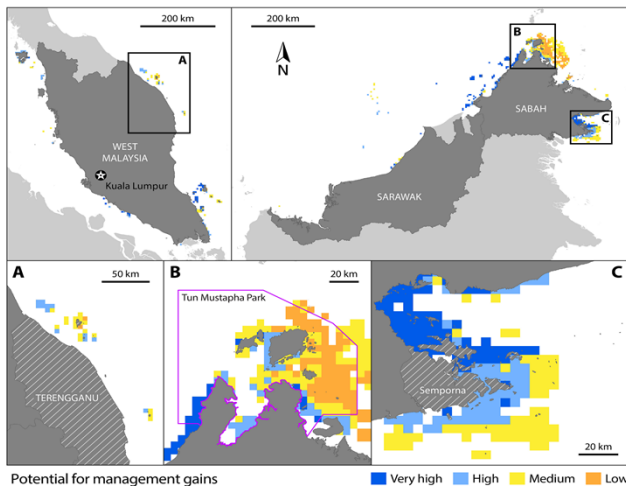 200 km
A
WEST
MALAYSIA
Kuala Lumpur
200 km
N
B
SABAH
C
SARAWAK
A
50 km
TERENGGANU
B
20 km
Tun Mustapha Park
C
Semporna
20 km
Potential for management gains
Very high
High
Medium
Low